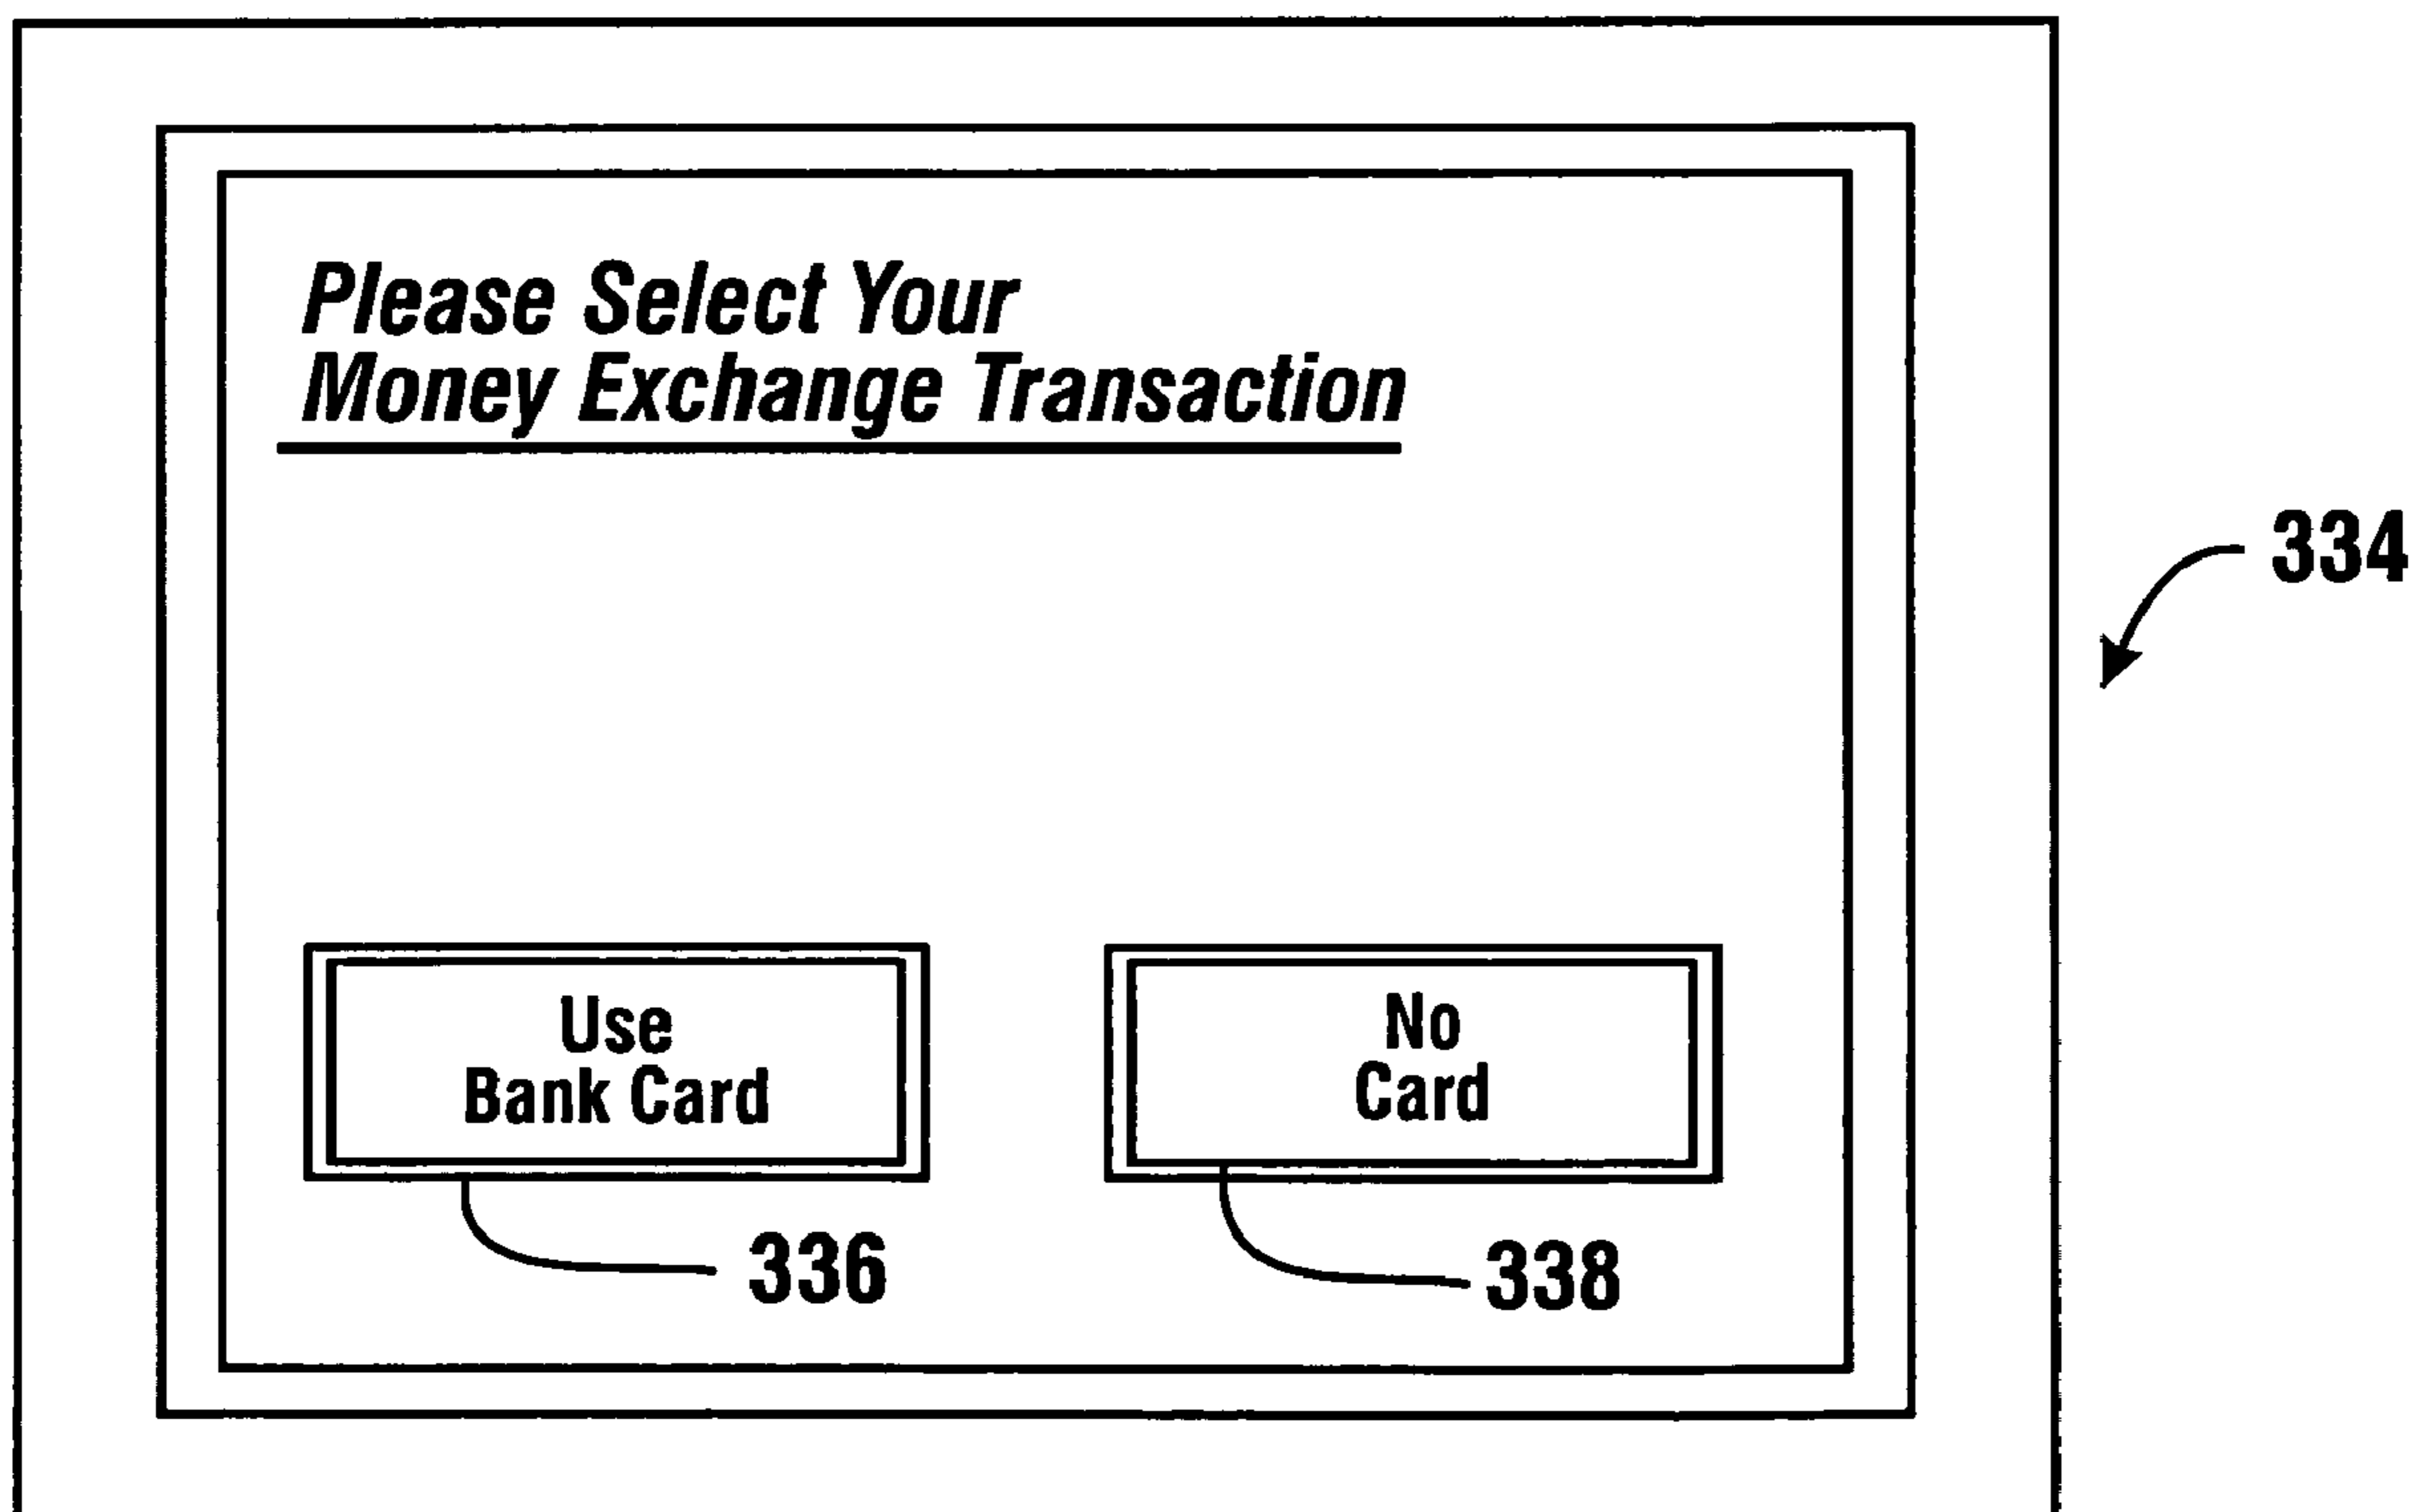 Please Select Your
Money Exchange Transaction
334
Use
Bank Card
No
Card
336
338